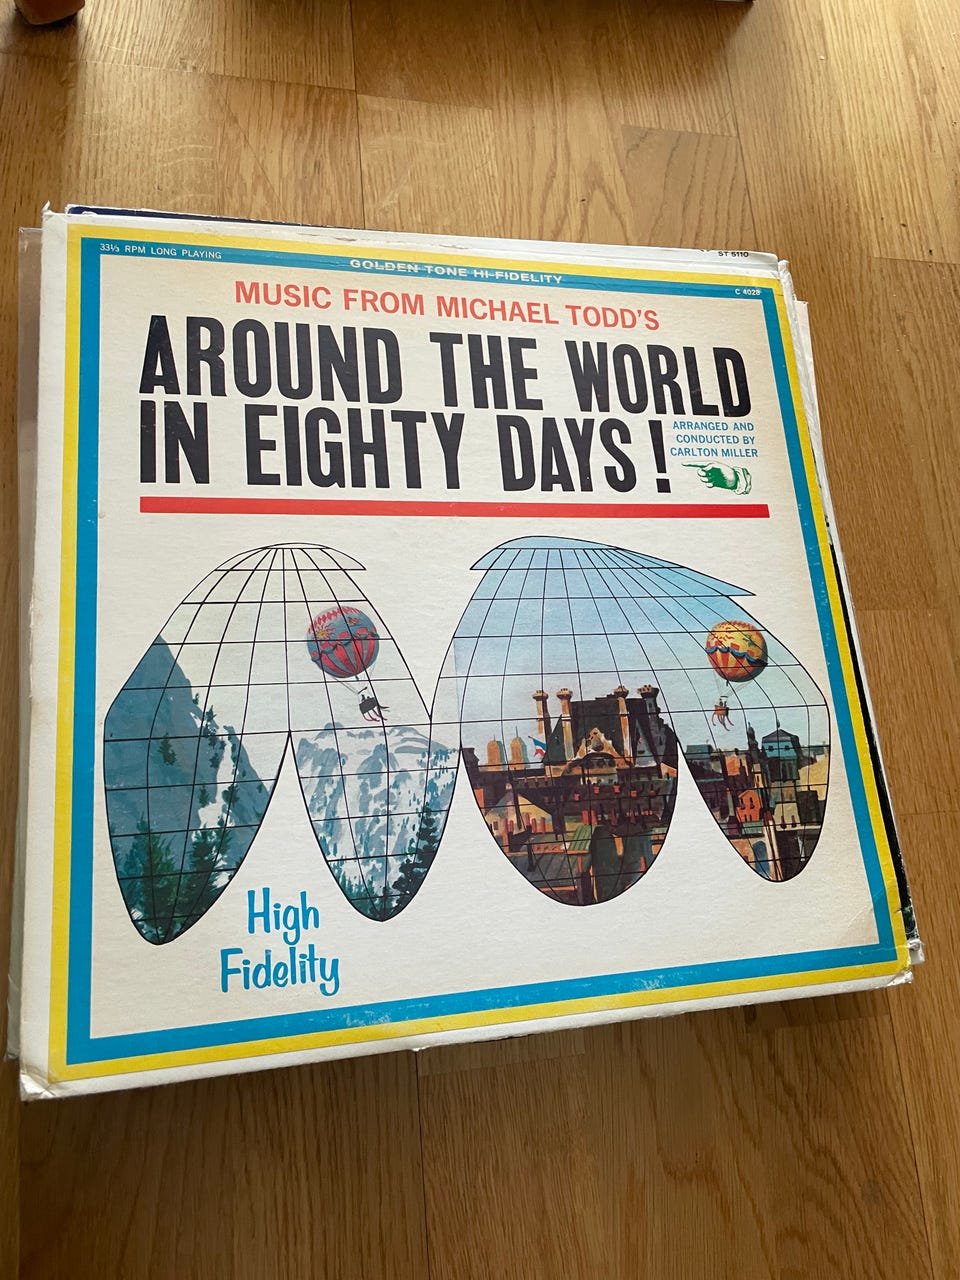 ST 5110
33⅓ RPM LONG PLAYING
GOLDEN TONE HI-FIDELITY
C 4028
MUSIC FROM MICHAEL TODD'S
AROUND THE WORLD
IN EIGHTY DAYS!
ARRANGED AND
CONDUCTED BY
CARLTON MILLER
High
Fidelity